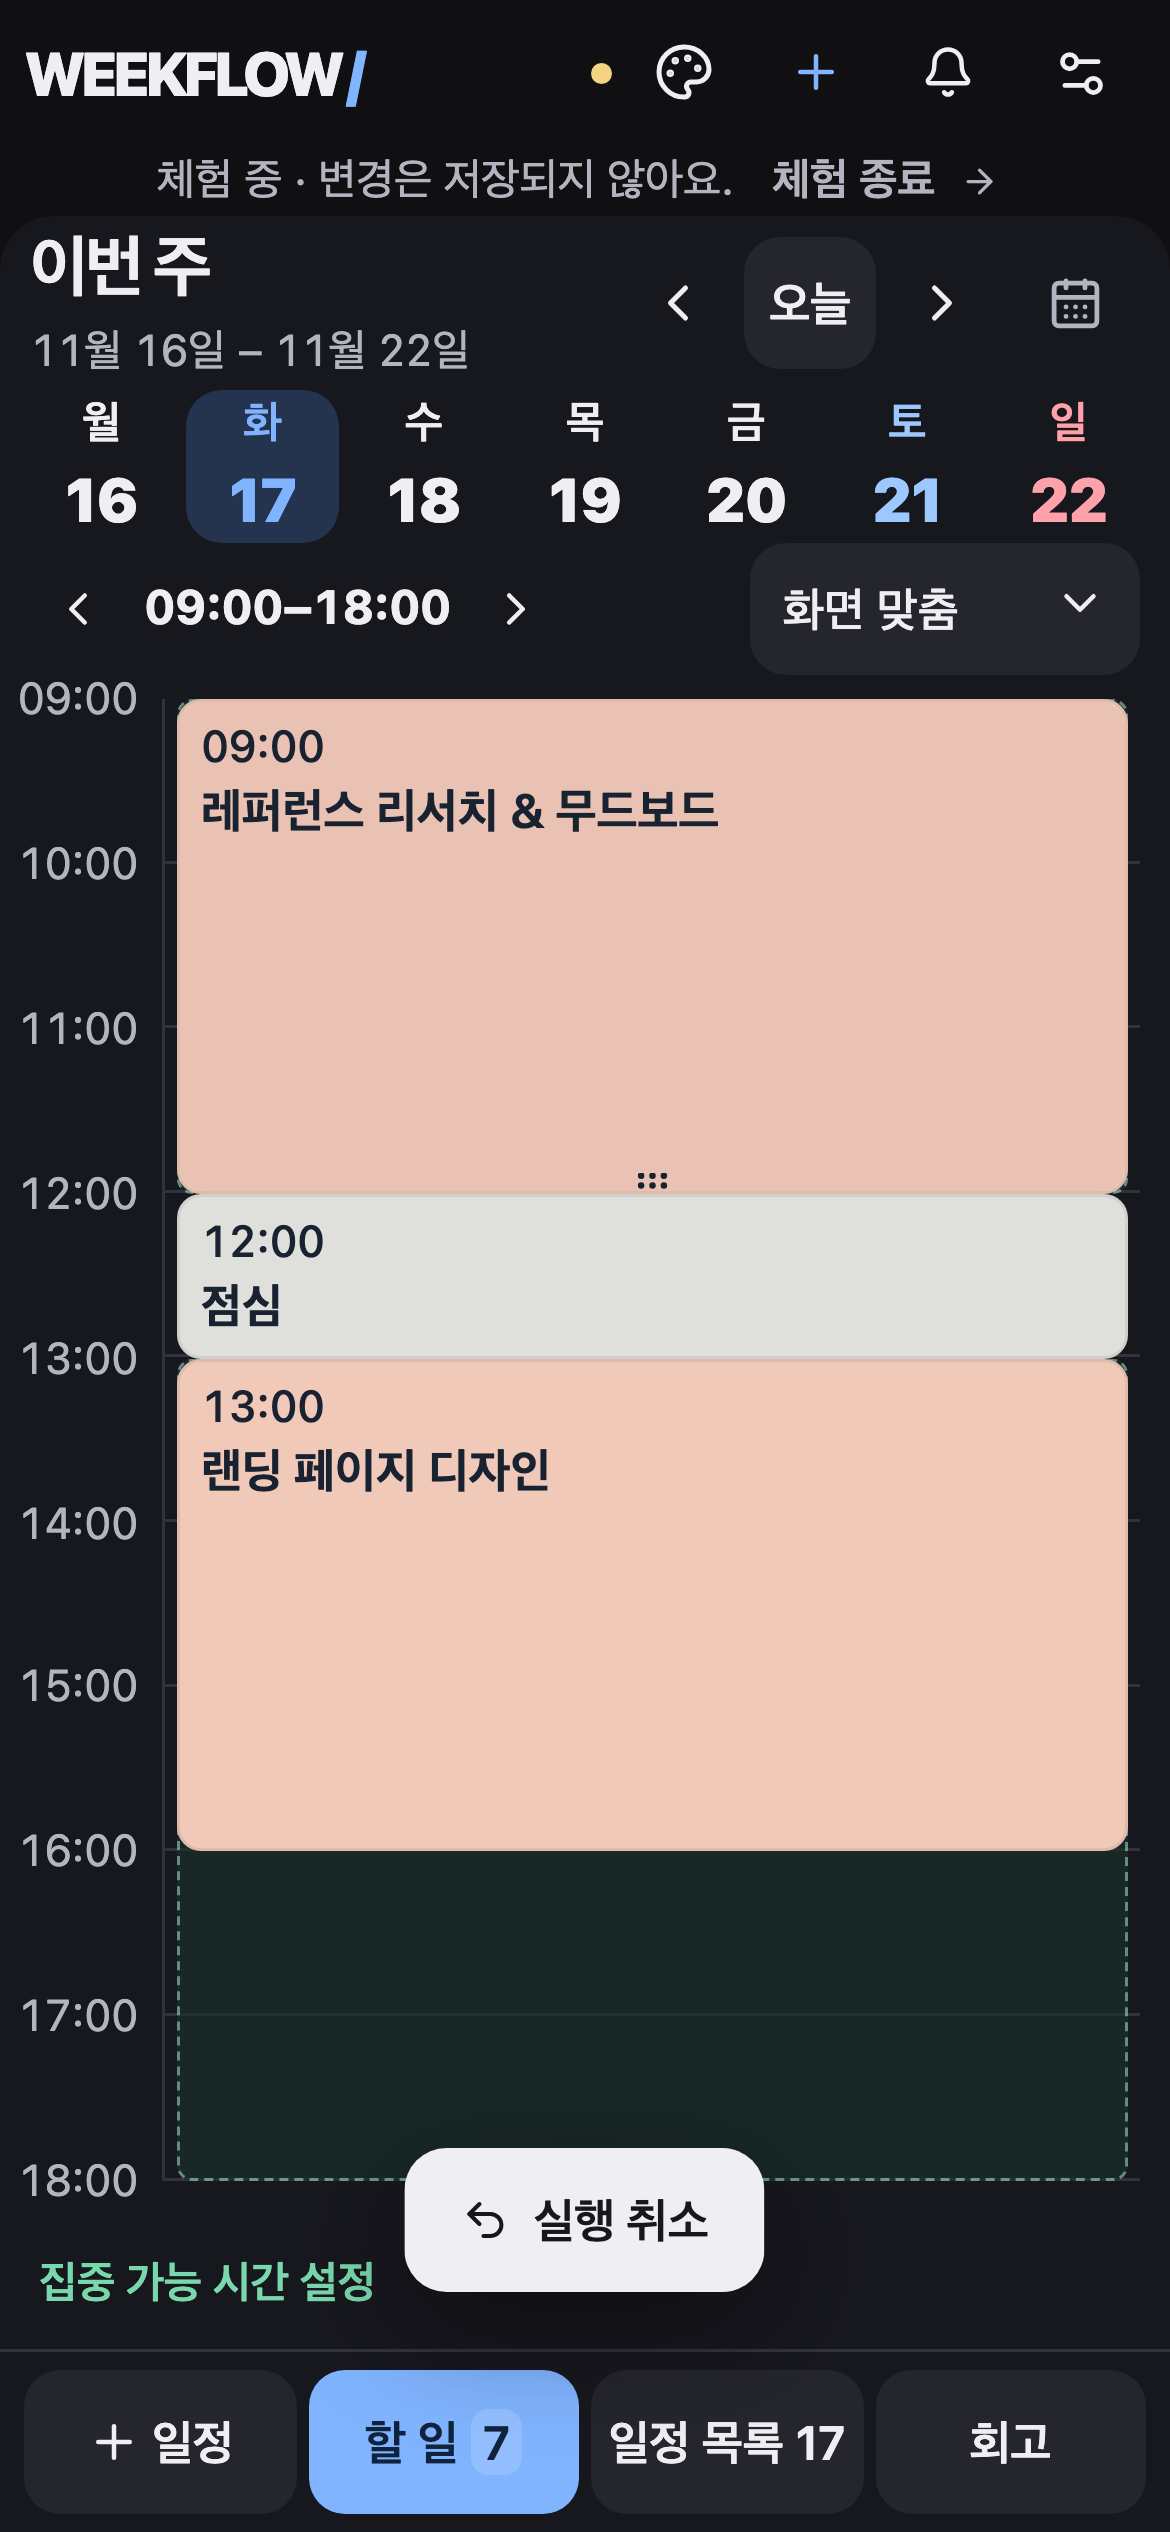 WEEKFLOW/
체험 중 · 변경은 저장되지 않아요. 체험 종료 →
이번 주
오늘
11월 16일 – 11월 22일
월 화 수 목 금 토 일
16 17 18 19 20 21 22
09:00–18:00
화면 맞춤
09:00
09:00
레퍼런스 리서치 & 무드보드
10:00
11:00
12:00
12:00
점심
13:00
13:00
랜딩 페이지 디자인
14:00
15:00
16:00
17:00
18:00
실행 취소
집중 가능 시간 설정
+ 일정
할 일 7
일정 목록 17
회고